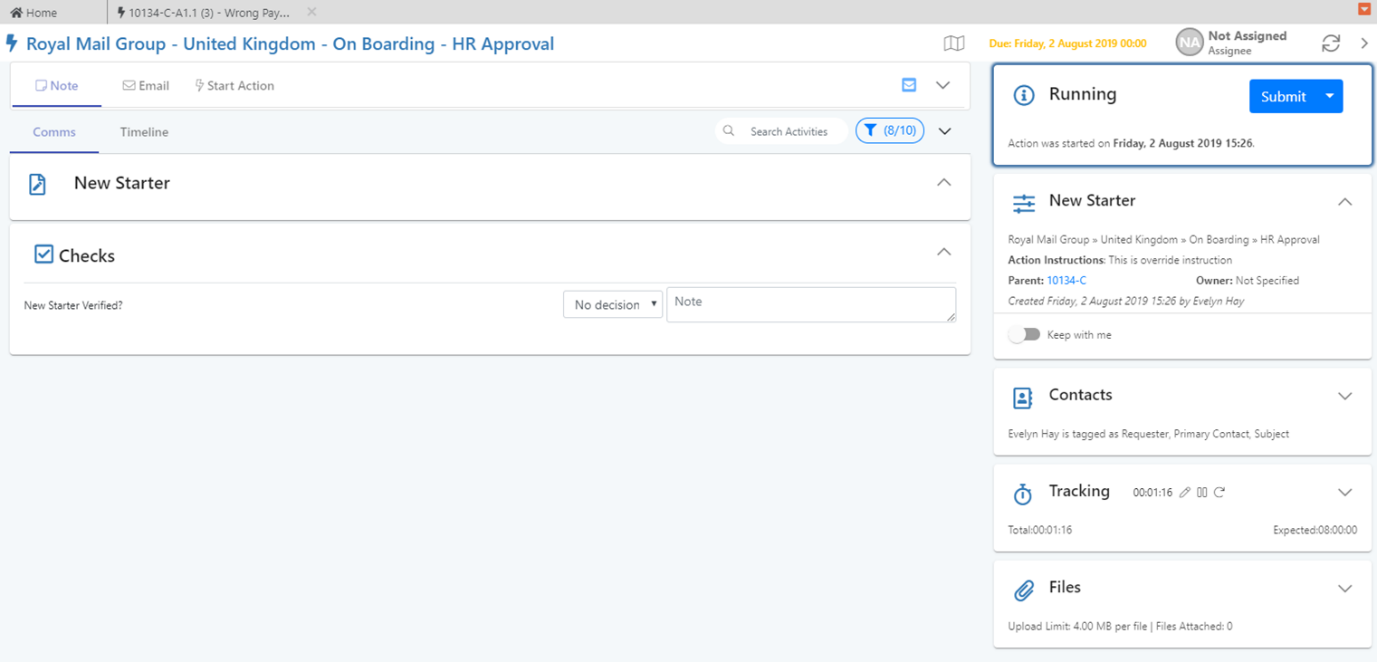 Home
10134-C-A1.1 (3) - Wrong Pay...
Royal Mail Group - United Kingdom - On Boarding - HR Approval
Due: Friday, 2 August 2019 00:00
NA
Not Assigned
Assignee
Note
Email
Start Action
Comms
Timeline
Search Activities
(8/10)
New Starter
Checks
New Starter Verified?
No decision
Note
Running
Submit
Action was started on Friday, 2 August 2019 15:26.
New Starter
Royal Mail Group » United Kingdom » On Boarding » HR Approval
Action Instructions: This is override instruction
Parent: 10134-C
Owner: Not Specified
Created Friday, 2 August 2019 15:26 by Evelyn Hay
Keep with me
Contacts
Evelyn Hay is tagged as Requester, Primary Contact, Subject
Tracking
00:01:16
Total:00:01:16
Expected:08:00:00
Files
Upload Limit: 4.00 MB per file | Files Attached: 0